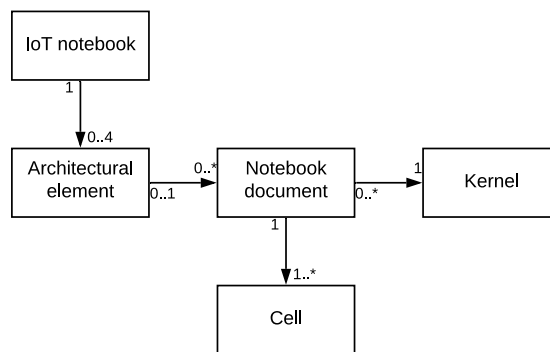 IoT notebook
1
0..4
Architectural
element
0..1
0..*
Notebook
document
0..*
1
Kernel
1
1..*
Cell